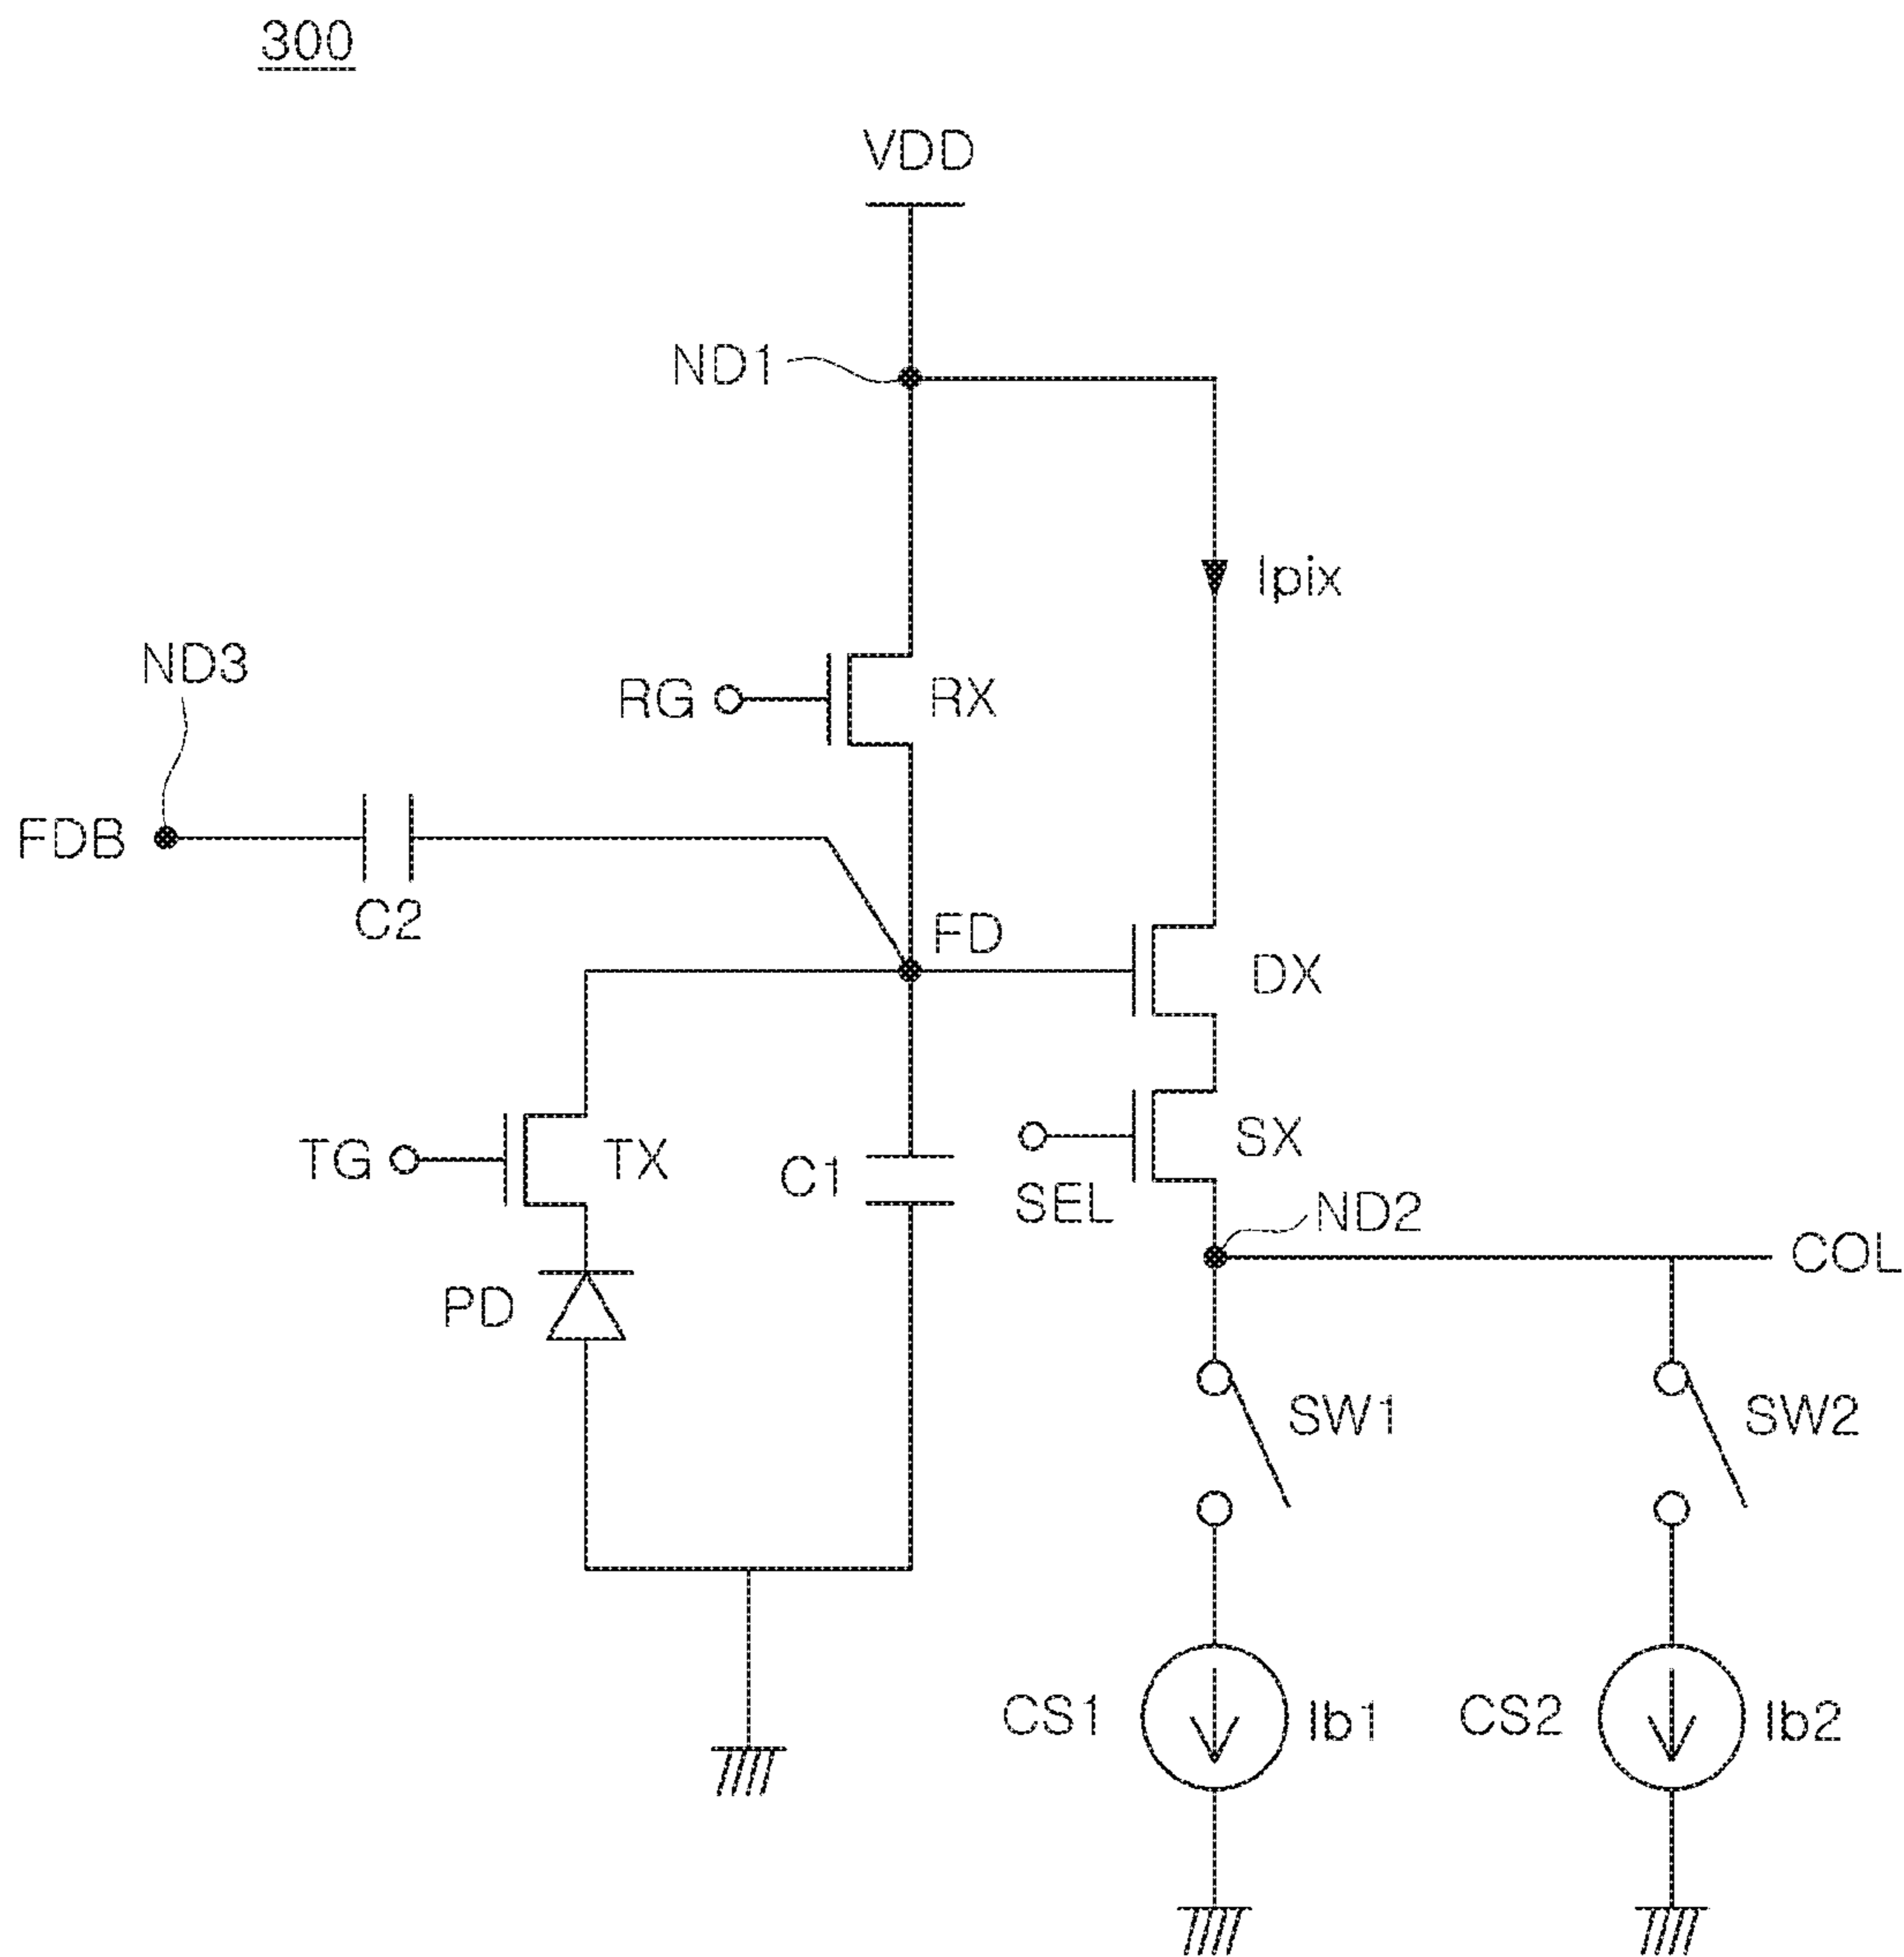 300
VDD
ND1
Ipix
ND3
RG
RX
FDB
C2
FD
DX
TG
TX
C1
SX
SEL
ND2
COL
PD
SW1
SW2
CS1
Ib1
CS2
Ib2